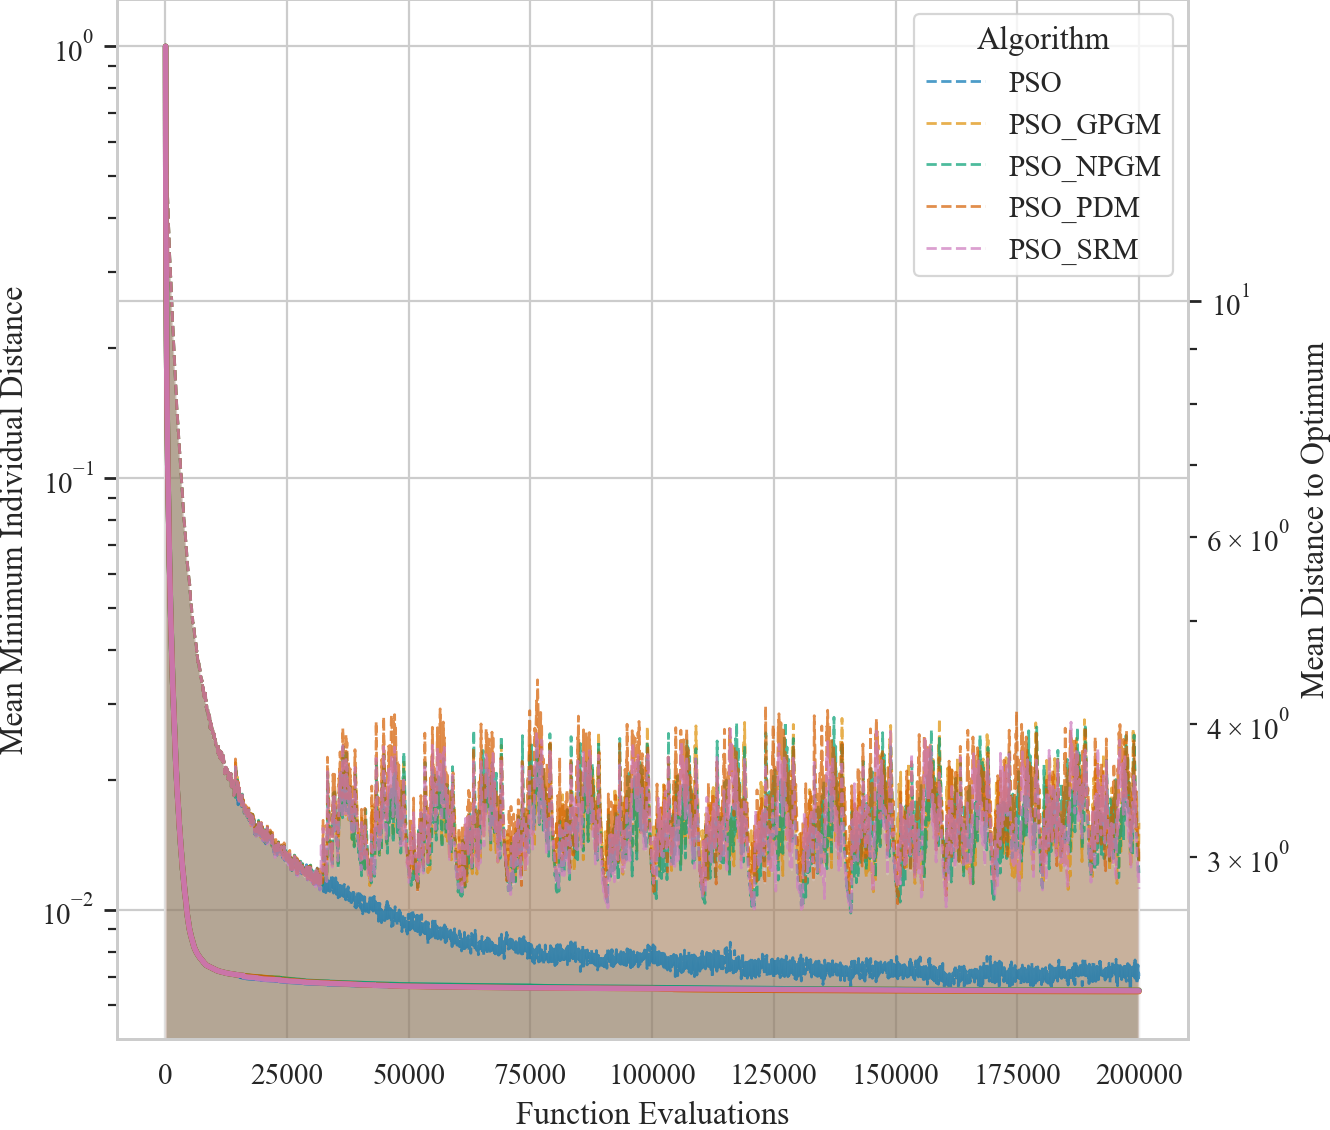 Algorithm
PSO
PSO_GPGM
PSO_NPGM
PSO_PDM
PSO_SRM
10⁰
10⁻¹
10⁻²
Mean Minimum Individual Distance
10¹
6 × 10⁰
4 × 10⁰
3 × 10⁰
Mean Distance to Optimum
0 25000 50000 75000 100000 125000 150000 175000 200000
Function Evaluations